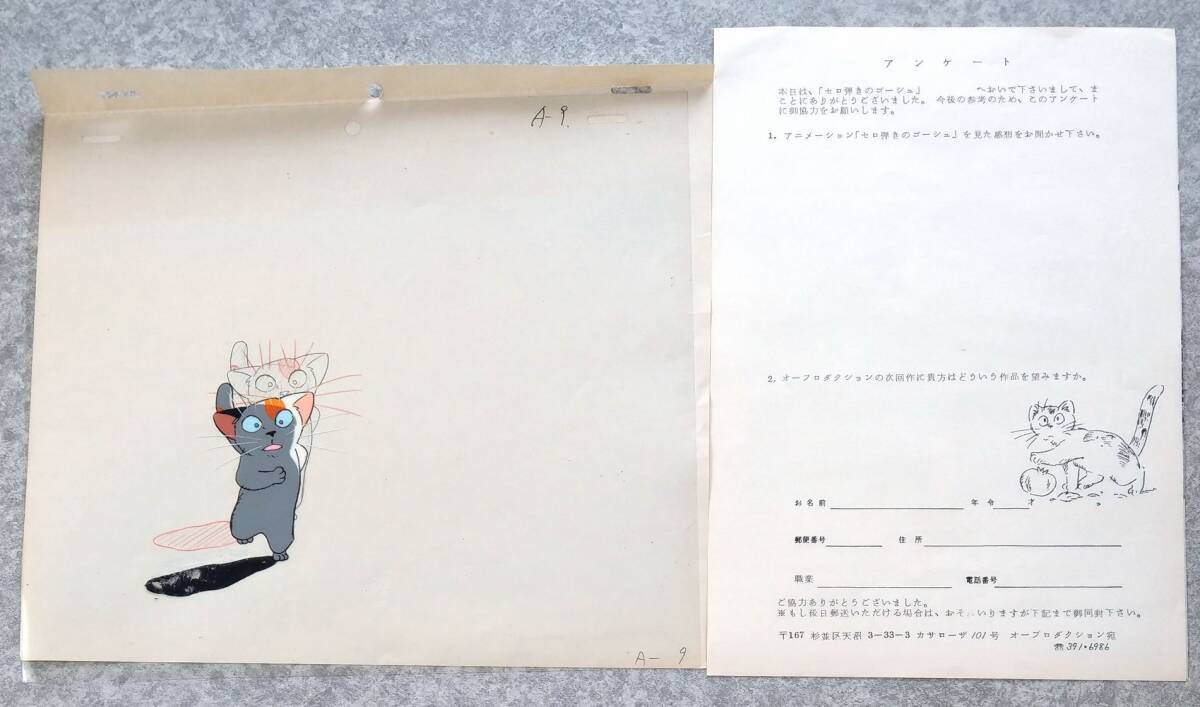 A-9.
A- 9
アンケート
本日は、「セロ弾きのゴーシュ」 へおいで下さいまして、ま
ことにありがとうございました。 今後の参考のため、このアンケート
に御協力をお願いします。
1. アニメーション「セロ弾きのゴーシュ」を見た感想をお聞かせ下さい。
2. オープロダクションの次回作に貴方はどういう作品を望みますか。
お名前 年令 才
郵便番号 住所
職業 電話番号
ご協力ありがとうございました。
※もし後日郵送いただける場合は、おそれいりますが下記まで御同封下さい。
〒167 杉並区天沼 3-33-3 カサローザ101号 オープロダクション宛
☎391・6986